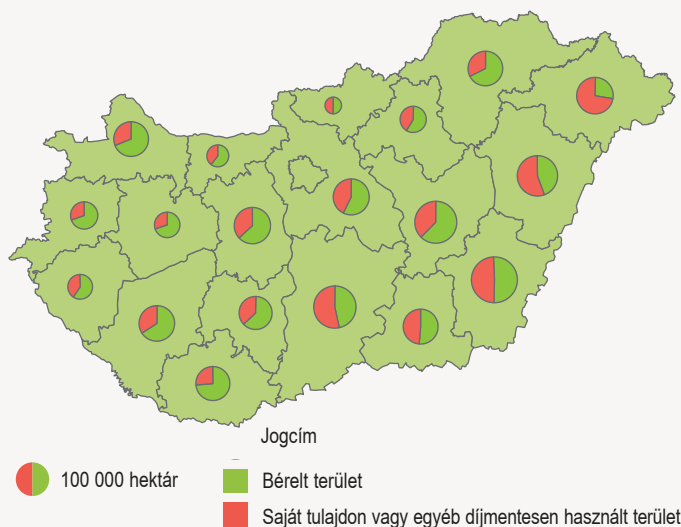 Jogcím
100 000 hektár
Bérelt terület
Saját tulajdon vagy egyéb díjmentesen használt terület